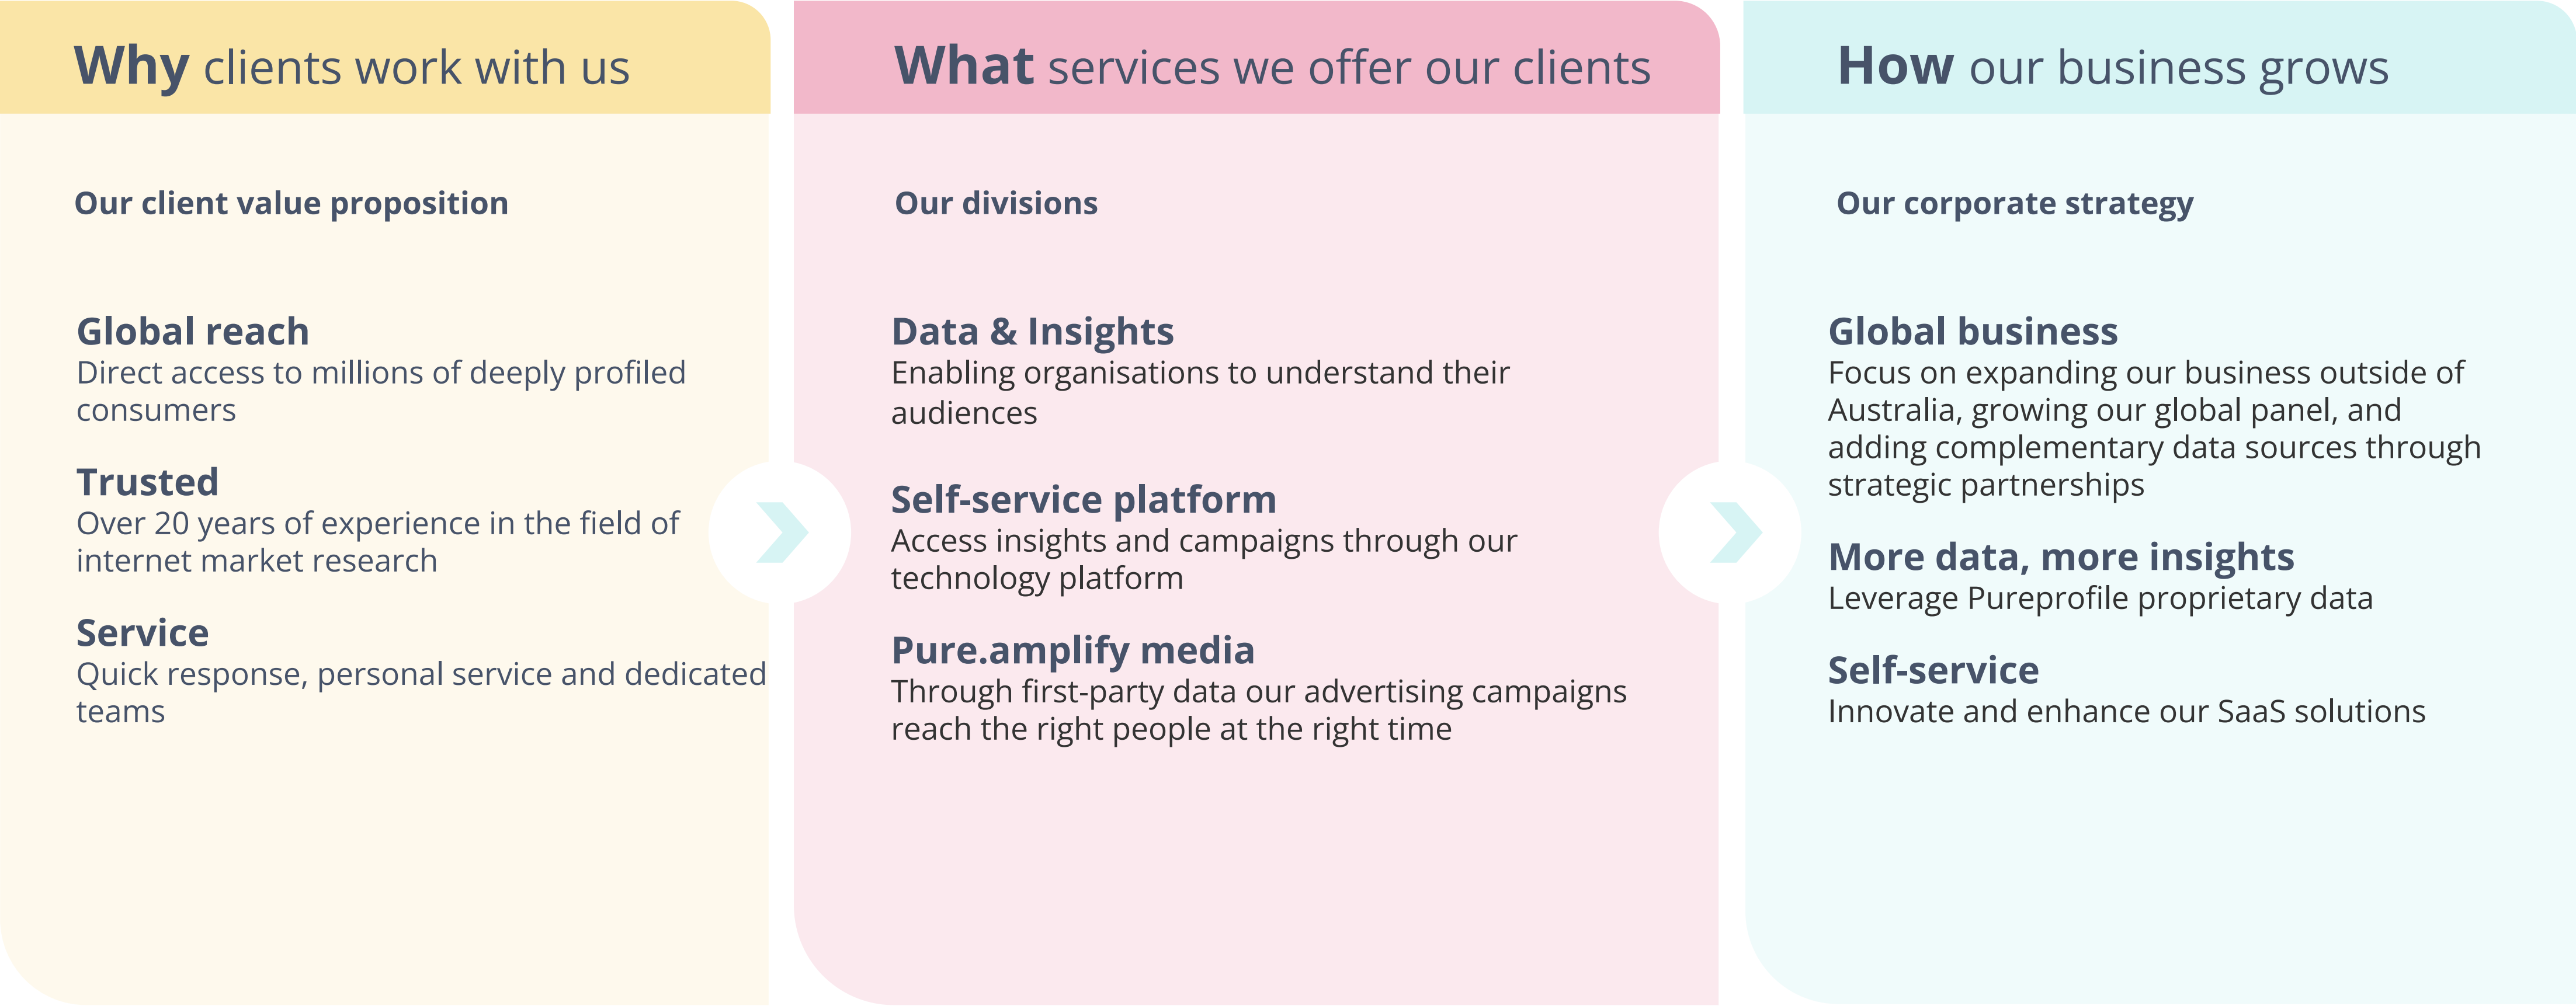 Why clients work with us
Our client value proposition
Global reach
Direct access to millions of deeply profiled
consumers
Trusted
Over 20 years of experience in the field of
internet market research
Service
Quick response, personal service and dedicated
teams
What services we offer our clients
Our divisions
Data & Insights
Enabling organisations to understand their
audiences
Self-service platform
Access insights and campaigns through our
technology platform
Pure.amplify media
Through first-party data our advertising campaigns
reach the right people at the right time
How our business grows
Our corporate strategy
Global business
Focus on expanding our business outside of
Australia, growing our global panel, and
adding complementary data sources through
strategic partnerships
More data, more insights
Leverage Pureprofile proprietary data
Self-service
Innovate and enhance our SaaS solutions